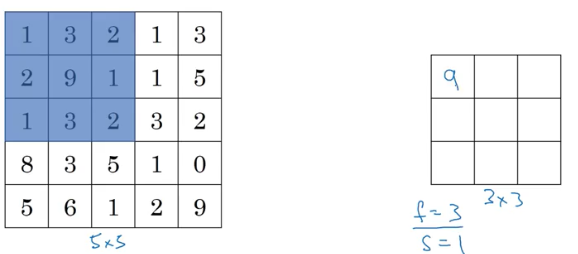 1 3 2 1 3
2 9 1 1 5
1 3 2 3 2
8 3 5 1 0
5 6 1 2 9
5x5
9
3x3
f=3
s=1